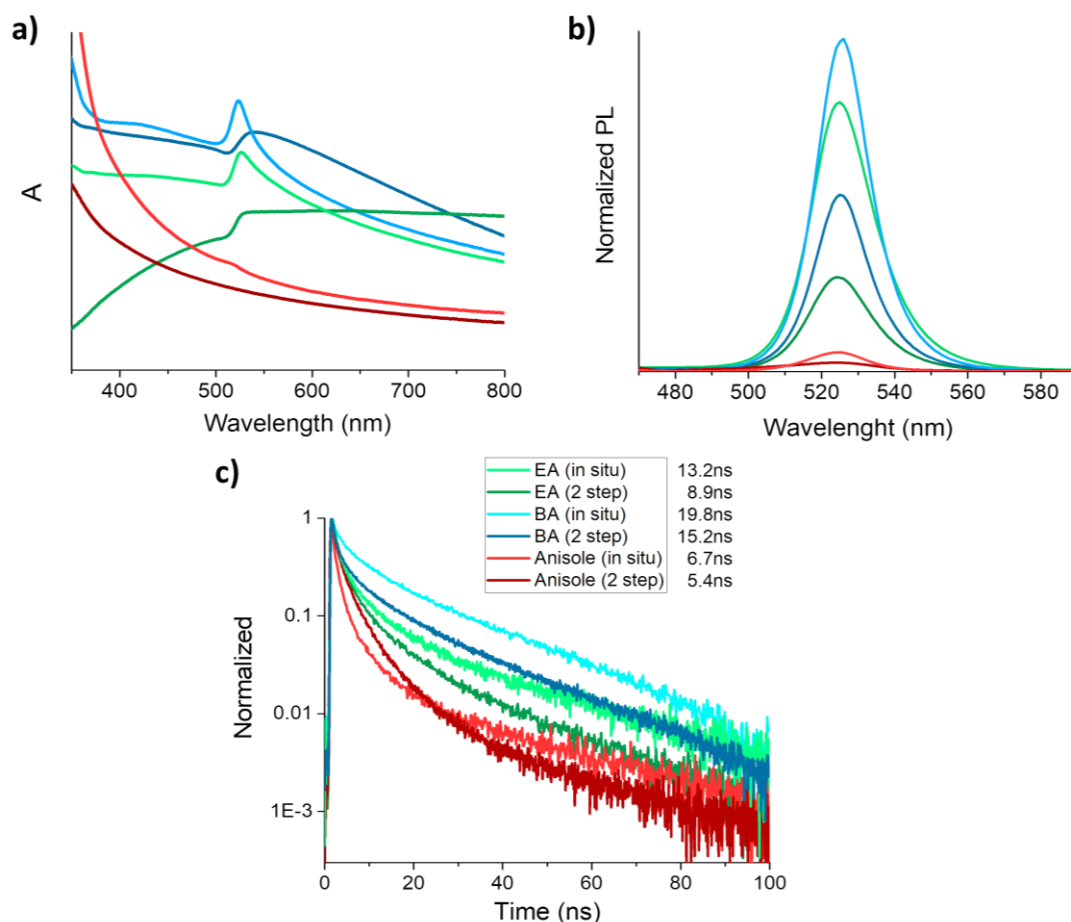 a)
A
400 500 600 700 800
Wavelength (nm)
b)
Normalized PL
480 500 520 540 560 580
Wavelenght (nm)
c)
EA (in situ) 13.2ns
EA (2 step) 8.9ns
BA (in situ) 19.8ns
BA (2 step) 15.2ns
Anisole (in situ) 6.7ns
Anisole (2 step) 5.4ns
Normalized
1
0.1
0.01
1E-3
0 20 40 60 80 100
Time (ns)